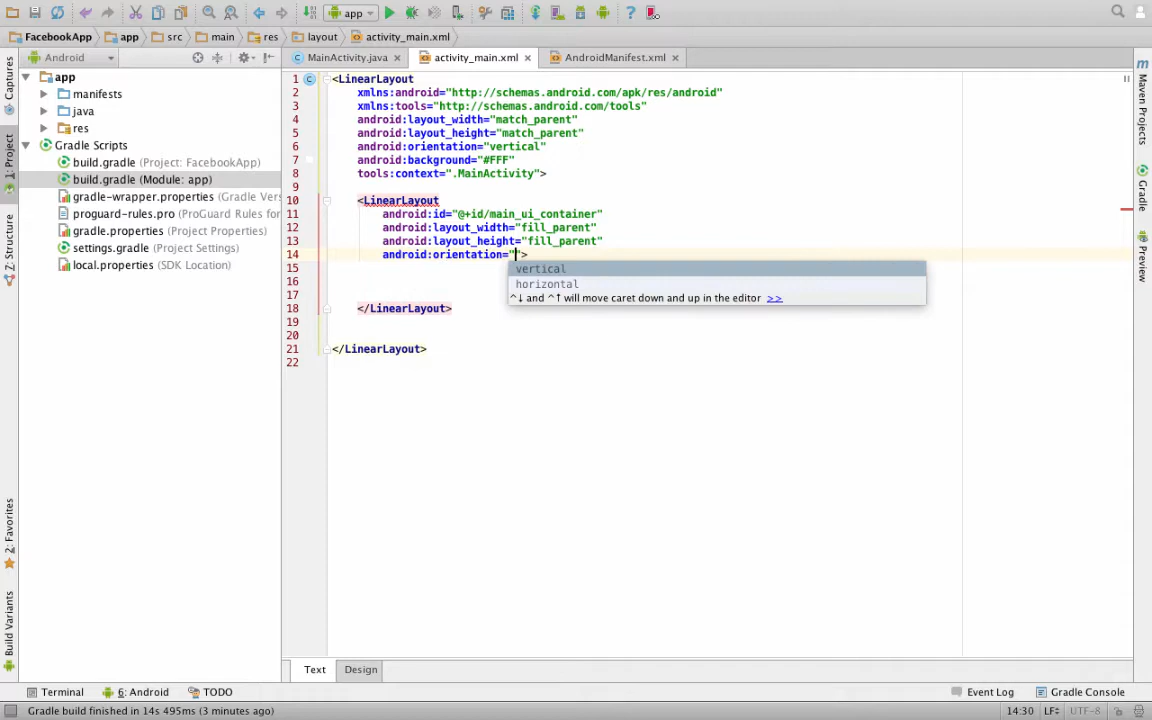 app
FacebookApp app src main res layout activity_main.xml
Android MainActivity.java activity_main.xml AndroidManifest.xml
Captures
1: Project
Z: Structure
2: Favorites
Build Variants
app
manifests
java
res
Gradle Scripts
build.gradle (Project: FacebookApp)
build.gradle (Module: app)
gradle-wrapper.properties (Gradle Ver
proguard-rules.pro (ProGuard Rules for
gradle.properties (Project Properties)
settings.gradle (Project Settings)
local.properties (SDK Location)
1 <LinearLayout
2 xmlns:android="http://schemas.android.com/apk/res/android"
3 xmlns:tools="http://schemas.android.com/tools"
4 android:layout_width="match_parent"
5 android:layout_height="match_parent"
6 android:orientation="vertical"
7 android:background="#FFF"
8 tools:context=".MainActivity">
9
10 <LinearLayout
11 android:id="@+id/main_ui_container"
12 android:layout_width="fill_parent"
13 android:layout_height="fill_parent"
14 android:orientation="">
vertical
horizontal
^↓ and ^↑ will move caret down and up in the editor >>
15
16
17
18 </LinearLayout>
19
20
21 </LinearLayout>
22
Maven Projects
Gradle
Preview
Text Design
Terminal 6: Android TODO Event Log Gradle Console
Gradle build finished in 14s 495ms (3 minutes ago) 14:30 LF÷ UTF-8÷